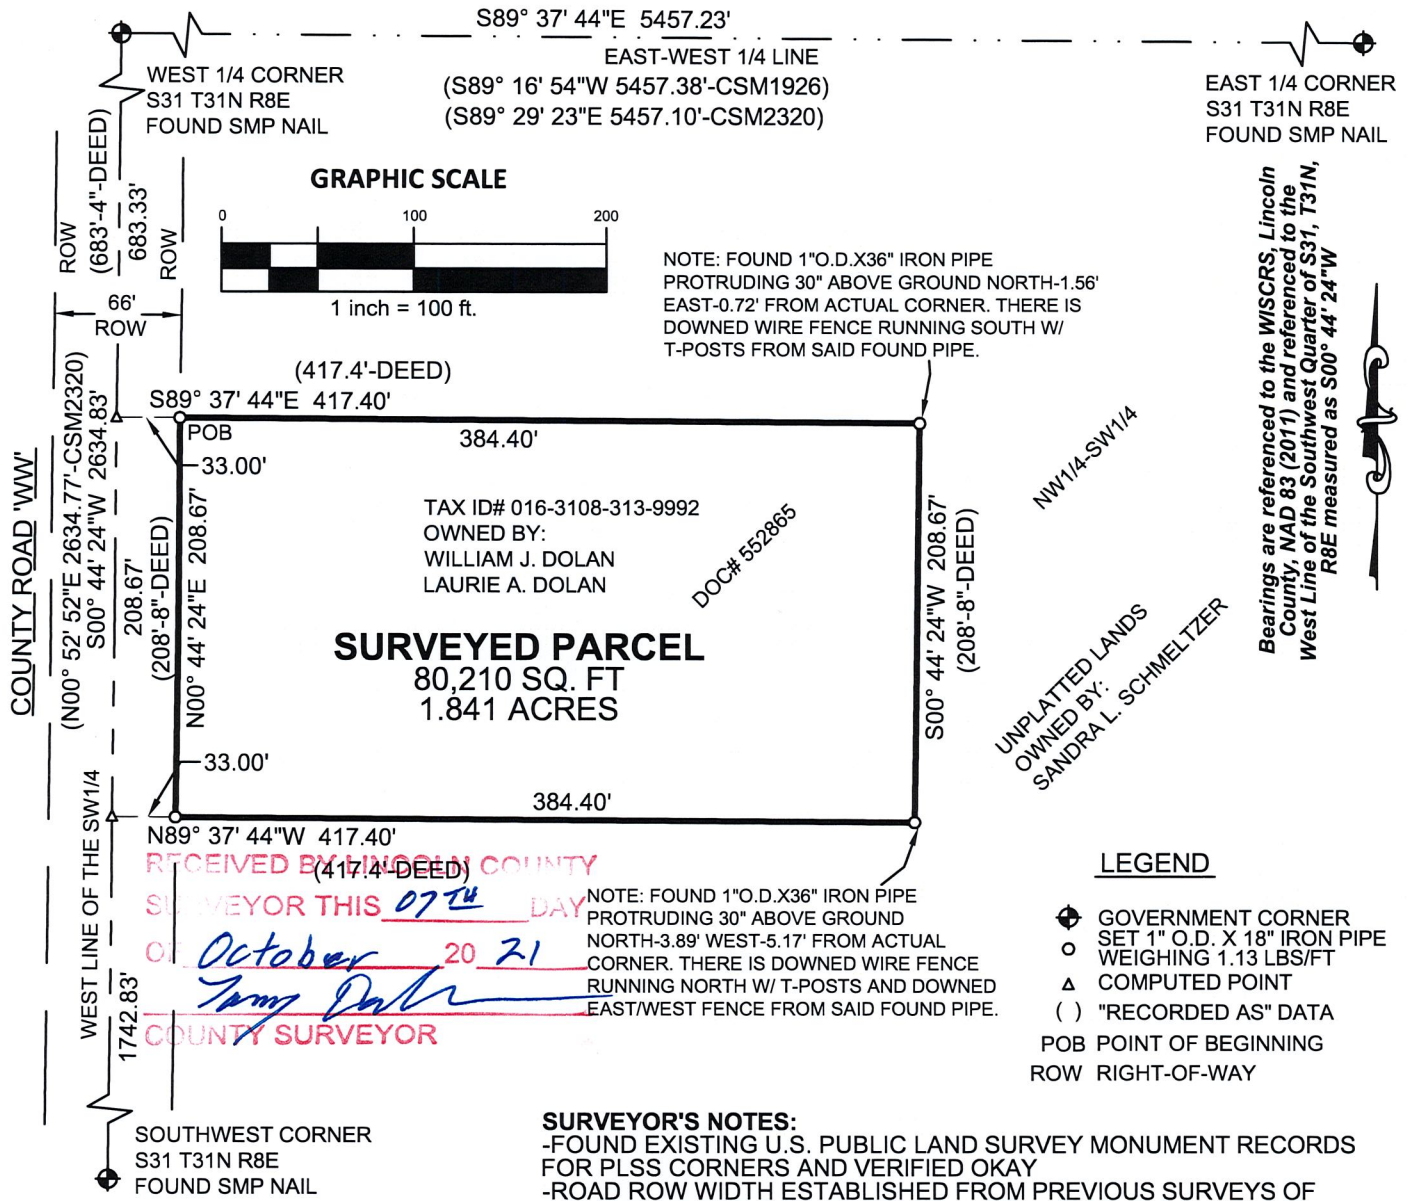 S89° 37' 44"E 5457.23'
EAST-WEST 1/4 LINE
(S89° 16' 54"W 5457.38'-CSM1926)
(S89° 29' 23"E 5457.10'-CSM2320)
WEST 1/4 CORNER
S31 T31N R8E
FOUND SMP NAIL
EAST 1/4 CORNER
S31 T31N R8E
FOUND SMP NAIL
ROW
(683'-4"-DEED)
683.33'
ROW
66'
ROW
GRAPHIC SCALE
0 100 200
1 inch = 100 ft.
NOTE: FOUND 1"O.D.X36" IRON PIPE
PROTRUDING 30" ABOVE GROUND NORTH-1.56'
EAST-0.72' FROM ACTUAL CORNER. THERE IS
DOWNED WIRE FENCE RUNNING SOUTH W/
T-POSTS FROM SAID FOUND PIPE.
Bearings are referenced to the WISCRS, Lincoln
County, NAD 83 (2011) and referenced to the
West Line of the Southwest Quarter of S31, T31N,
R8E measured as S00° 44' 24"W
(417.4'-DEED)
S89° 37' 44"E 417.40'
POB
384.40'
33.00'
COUNTY ROAD 'WW'
(N00° 52' 52"E 2634.77'-CSM2320)
S00° 44' 24"W 2634.83'
208.67'
(208'-8"-DEED)
N00° 44' 24"E 208.67'
TAX ID# 016-3108-313-9992
OWNED BY:
WILLIAM J. DOLAN
LAURIE A. DOLAN
DOC# 552865
SURVEYED PARCEL
80,210 SQ. FT
1.841 ACRES
S00° 44' 24"W 208.67'
(208'-8"-DEED)
NW1/4-SW1/4
UNPLATTED LANDS
OWNED BY:
SANDRA L. SCHMELTZER
33.00'
384.40'
N89° 37' 44"W 417.40'
(417.4'-DEED)
WEST LINE OF THE SW1/4
1742.83'
RECEIVED BY LINCOLN COUNTY
SURVEYOR THIS 07TH DAY
OF October 20 21
COUNTY SURVEYOR
NOTE: FOUND 1"O.D.X36" IRON PIPE
PROTRUDING 30" ABOVE GROUND
NORTH-3.89' WEST-5.17' FROM ACTUAL
CORNER. THERE IS DOWNED WIRE FENCE
RUNNING NORTH W/ T-POSTS AND DOWNED
EAST/WEST FENCE FROM SAID FOUND PIPE.
LEGEND
GOVERNMENT CORNER
SET 1" O.D. X 18" IRON PIPE
WEIGHING 1.13 LBS/FT
COMPUTED POINT
( ) "RECORDED AS" DATA
POB POINT OF BEGINNING
ROW RIGHT-OF-WAY
SOUTHWEST CORNER
S31 T31N R8E
FOUND SMP NAIL
SURVEYOR'S NOTES:
-FOUND EXISTING U.S. PUBLIC LAND SURVEY MONUMENT RECORDS
FOR PLSS CORNERS AND VERIFIED OKAY
-ROAD ROW WIDTH ESTABLISHED FROM PREVIOUS SURVEYS OF